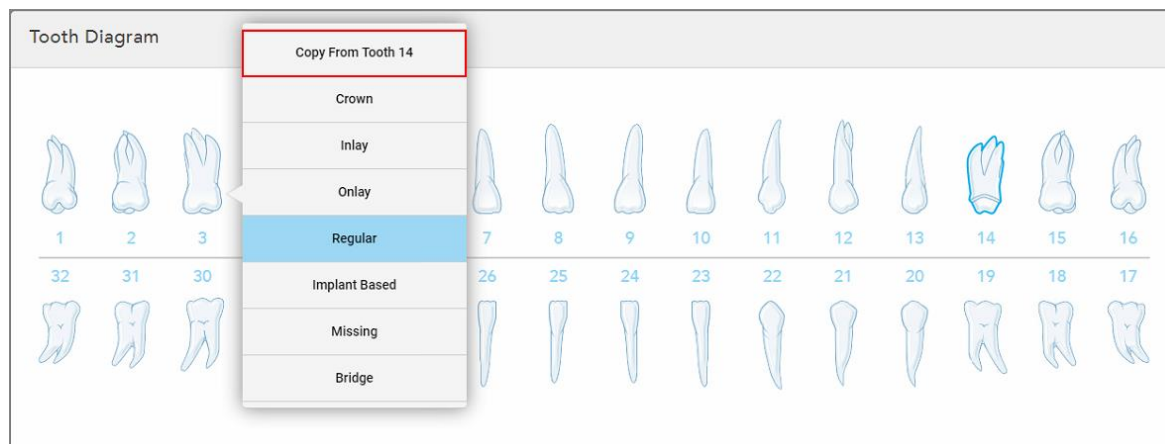 Tooth Diagram
Copy From Tooth 14
Crown
Inlay
Onlay
Regular
Implant Based
Missing
Bridge
1 2 3 7 8 9 10 11 12 13 14 15 16
32 31 30 26 25 24 23 22 21 20 19 18 17